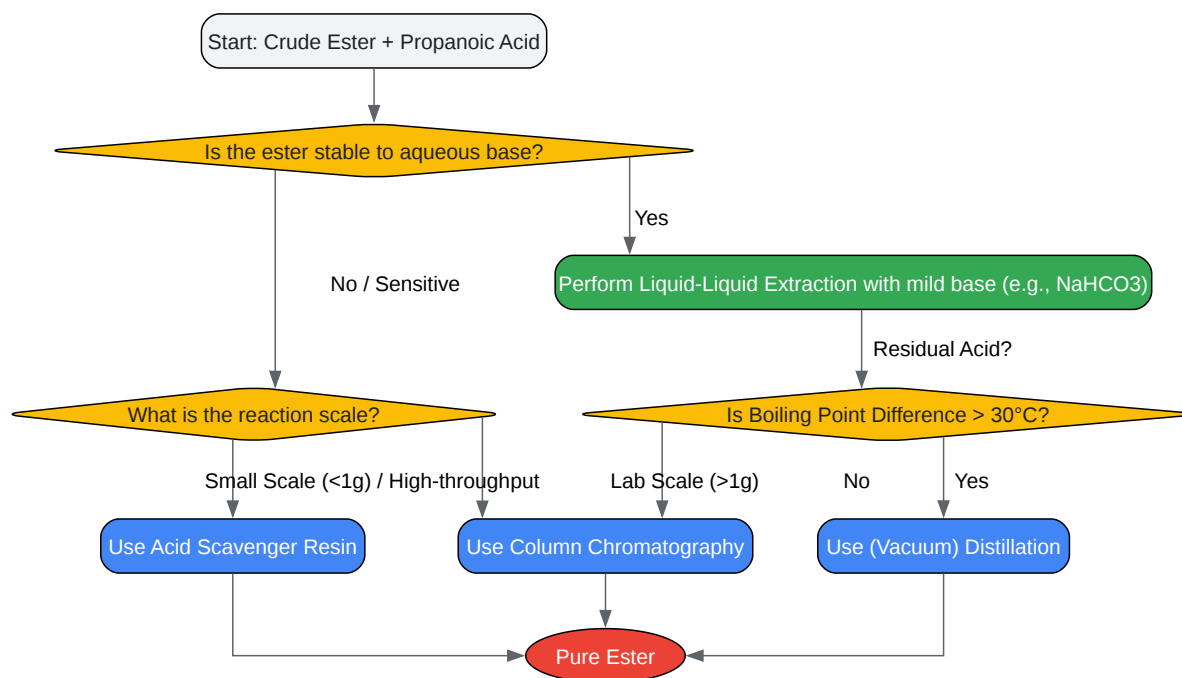 Start: Crude Ester + Propanoic Acid
Is the ester stable to aqueous base?
Yes
No / Sensitive
Perform Liquid-Liquid Extraction with mild base (e.g., NaHCO3)
Residual Acid?
What is the reaction scale?
Is Boiling Point Difference > 30°C?
Small Scale (<1g) / High-throughput
Lab Scale (>1g)
No
Yes
Use Acid Scavenger Resin
Use Column Chromatography
Use (Vacuum) Distillation
Pure Ester